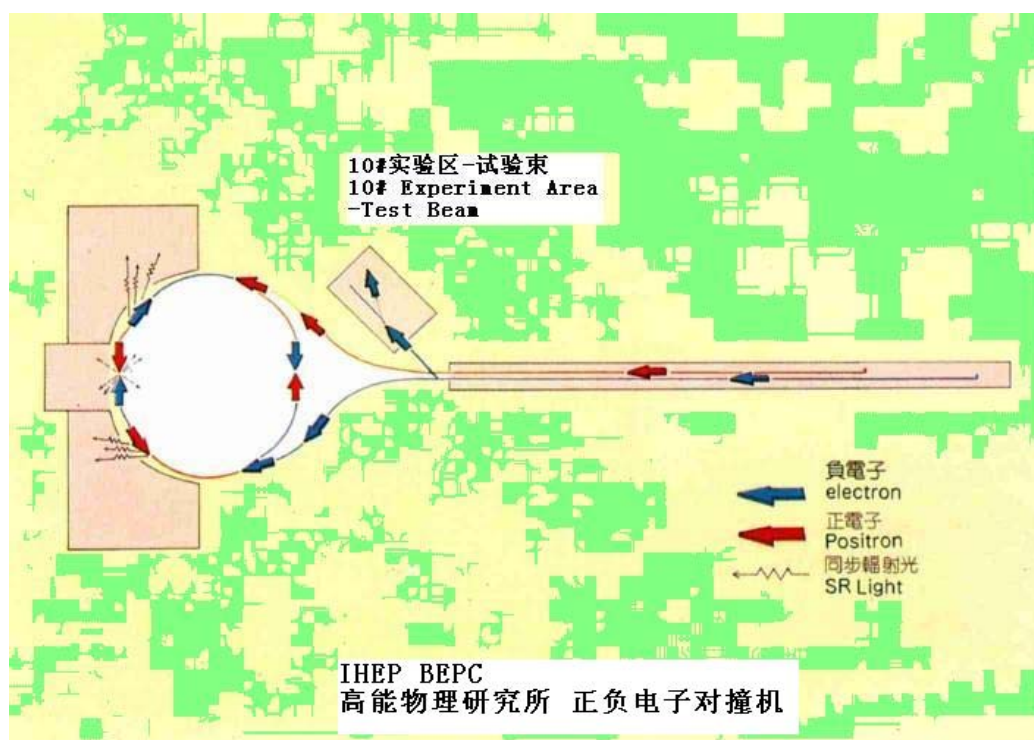 10#实验区-试验束
10# Experiment Area
-Test Beam
負電子
electron
正電子
Positron
同步輻射光
SR Light
IHEP BEPC
高能物理研究所 正负电子对撞机